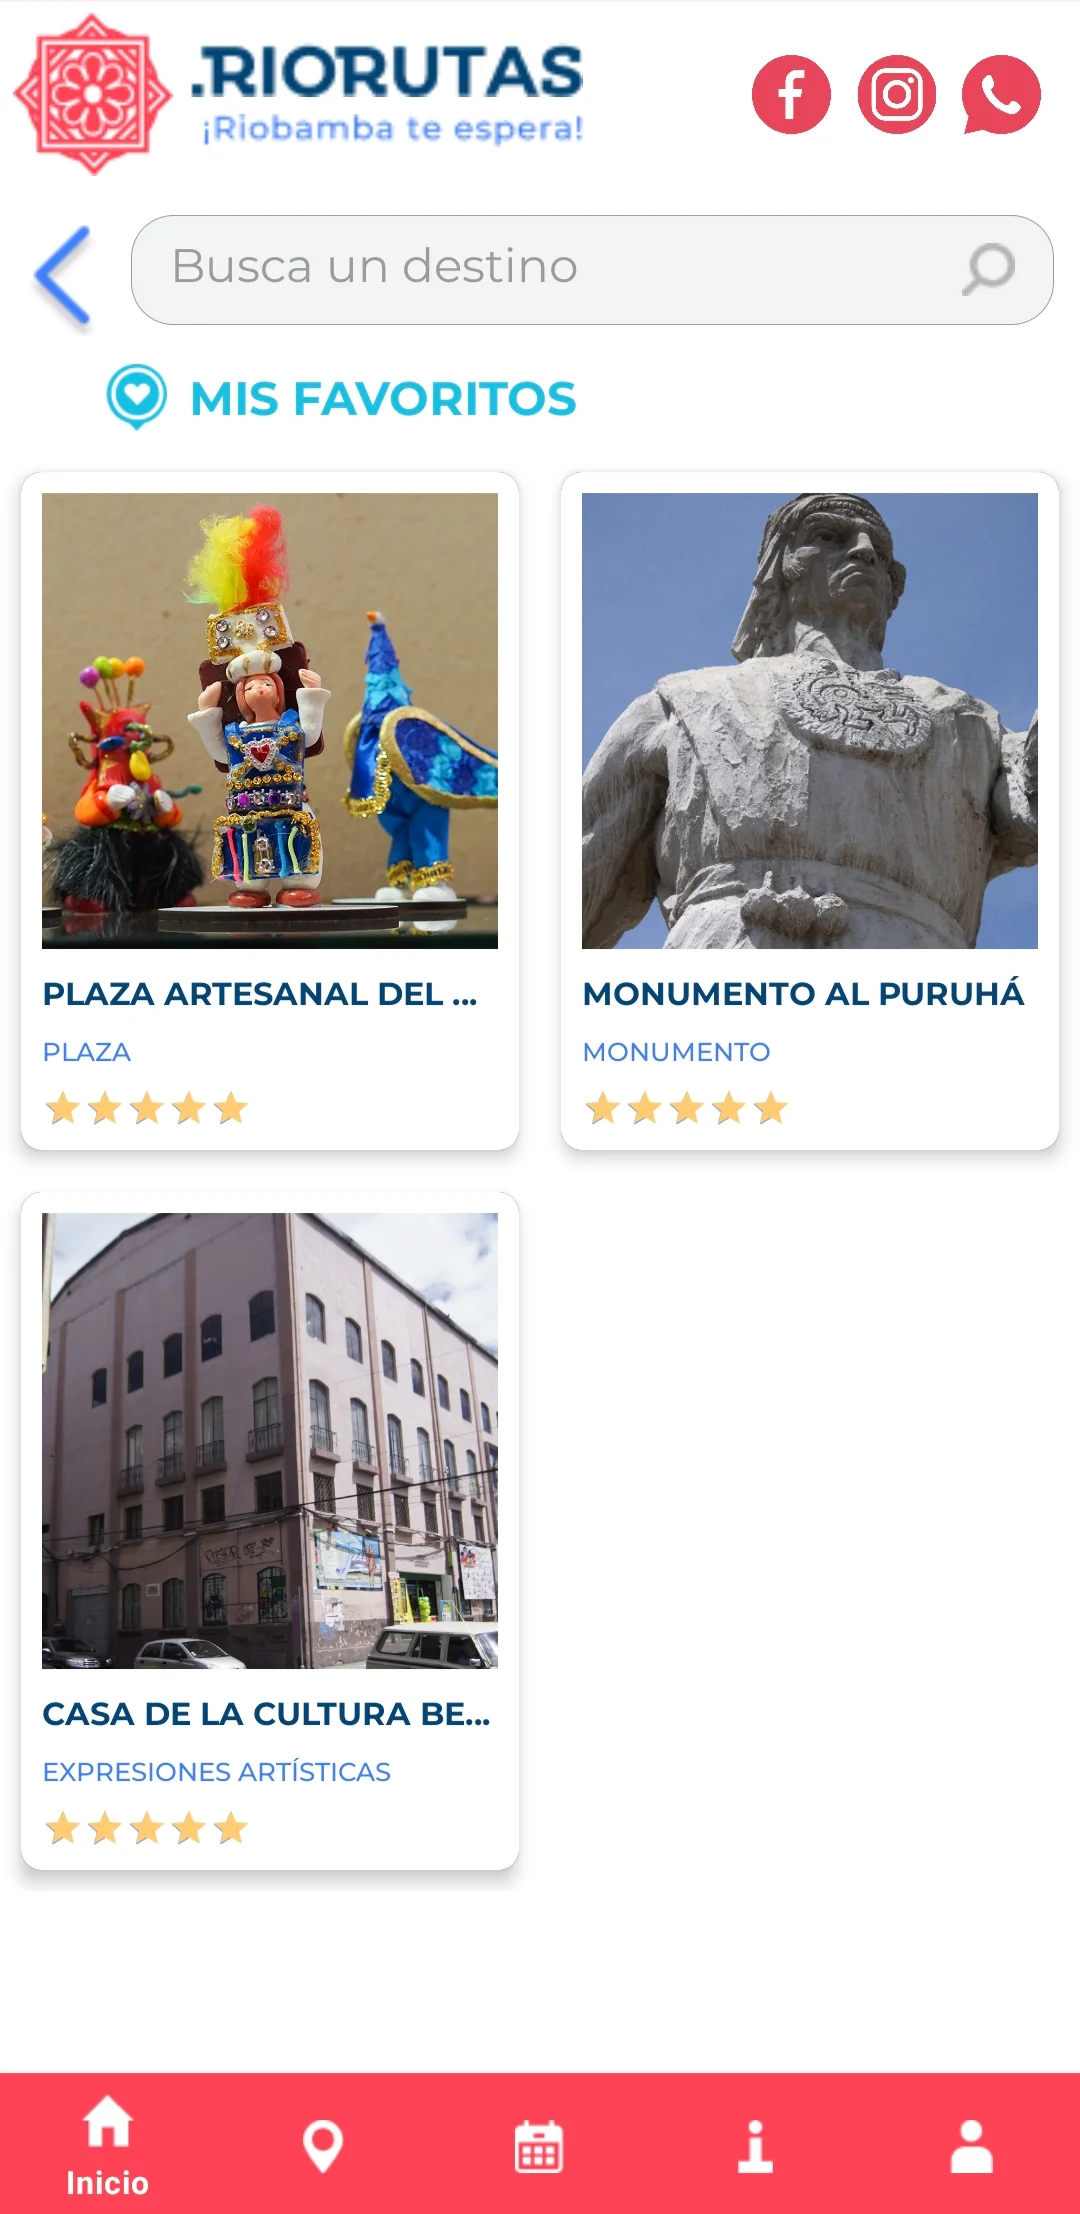 .RIORUTAS
¡Riobamba te espera!
Busca un destino
MIS FAVORITOS
PLAZA ARTESANAL DEL ...
PLAZA
MONUMENTO AL PURUHÁ
MONUMENTO
CASA DE LA CULTURA BE...
EXPRESIONES ARTÍSTICAS
Inicio